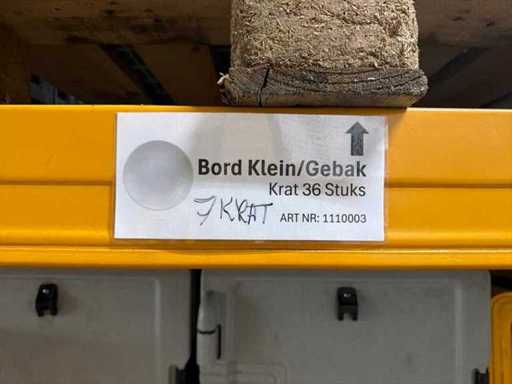 Bord Klein/Gebak
Krat 36 Stuks
7 KRAT
ART NR: 1110003